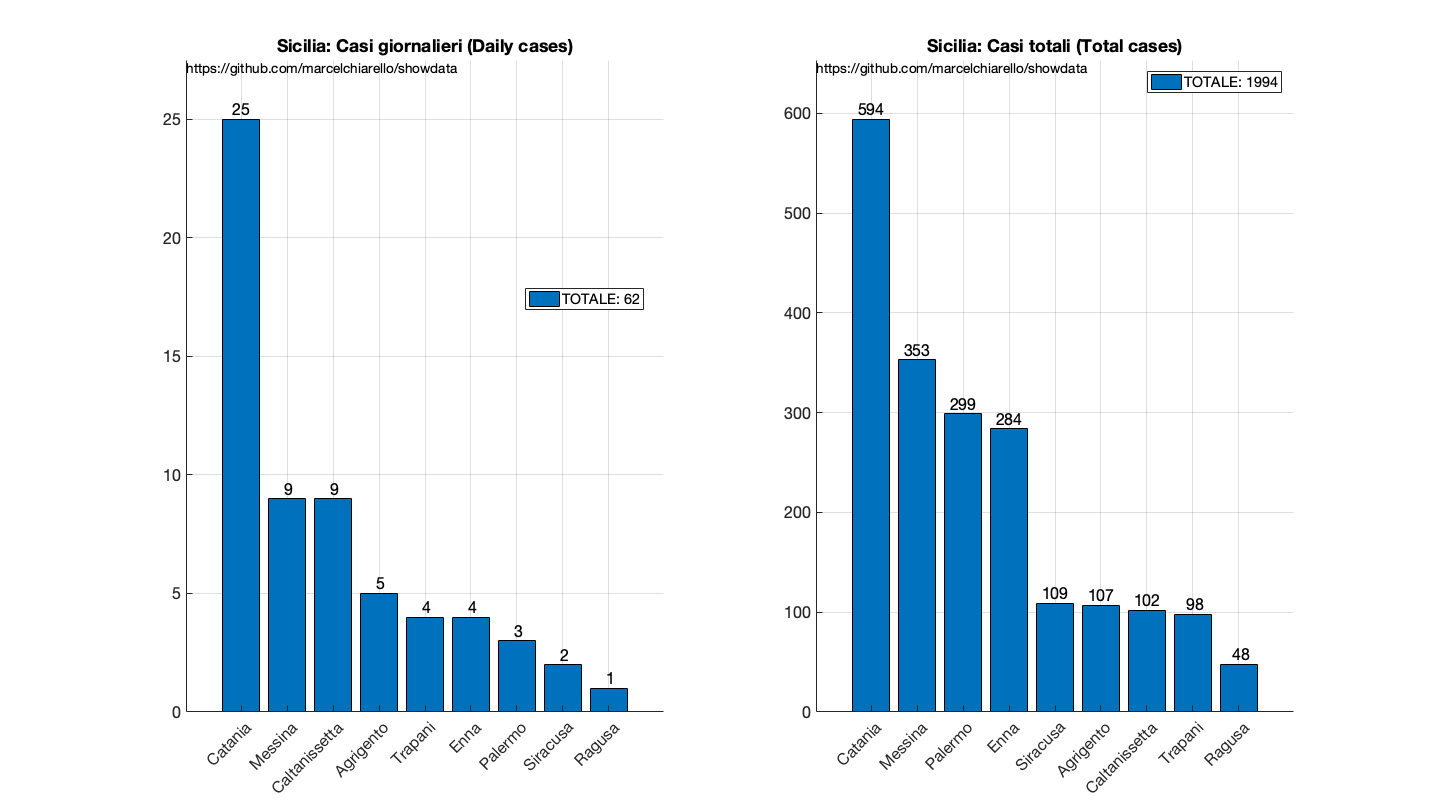 Sicilia: Casi giornalieri (Daily cases)
https://github.com/marcelchiarello/showdata
25
20
15
10
5
0
25
9
9
5
4
4
3
2
1
TOTALE: 62
Catania
Messina
Caltanissetta
Agrigento
Trapani
Enna
Palermo
Siracusa
Ragusa
Sicilia: Casi totali (Total cases)
https://github.com/marcelchiarello/showdata
TOTALE: 1994
600
500
400
300
200
100
0
594
353
299
284
109
107
102
98
48
Catania
Messina
Palermo
Enna
Siracusa
Agrigento
Caltanissetta
Trapani
Ragusa